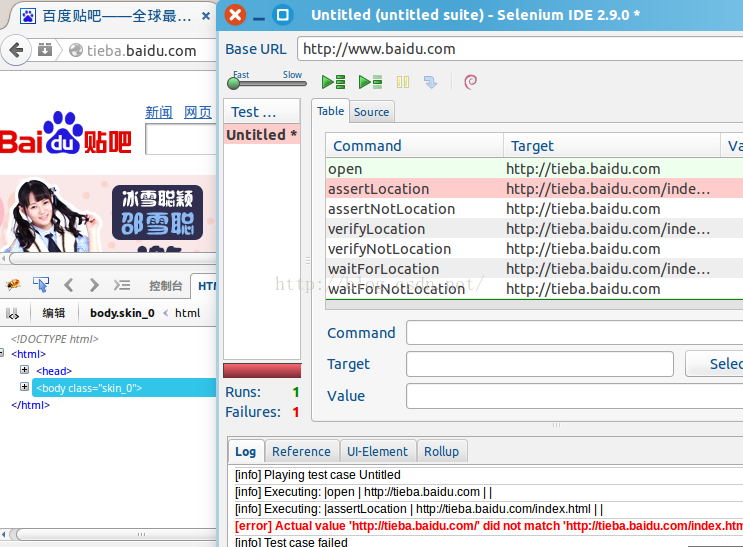 百度贴吧——全球最…
Untitled (untitled suite) - Selenium IDE 2.9.0 *
tieba.baidu.com
Base URL http://www.baidu.com
Fast Slow
新闻 网页
Bai du 贴吧
Test ...
Untitled *
Table Source
Command Target Va
open http://tieba.baidu.com
assertLocation http://tieba.baidu.com/inde...
assertNotLocation http://tieba.baidu.com
verifyLocation http://tieba.baidu.com/inde...
verifyNotLocation http://tieba.baidu.com
waitForLocation http://tieba.baidu.com/inde...
waitForNotLocation http://tieba.baidu.com
冰雪聪颖
邵雪聪
http://blog.csdn.net/
控制台 HTM
编辑 body.skin_0 < html
<!DOCTYPE html>
<html>
<head>
<body class="skin_0">
</html>
Command
Target Selec
Value
Runs: 1
Failures: 1
Log Reference UI-Element Rollup
[info] Playing test case Untitled
[info] Executing: |open | http://tieba.baidu.com | |
[info] Executing: |assertLocation | http://tieba.baidu.com/index.html | |
[error] Actual value 'http://tieba.baidu.com/' did not match 'http://tieba.baidu.com/index.htm
[info] Test case failed